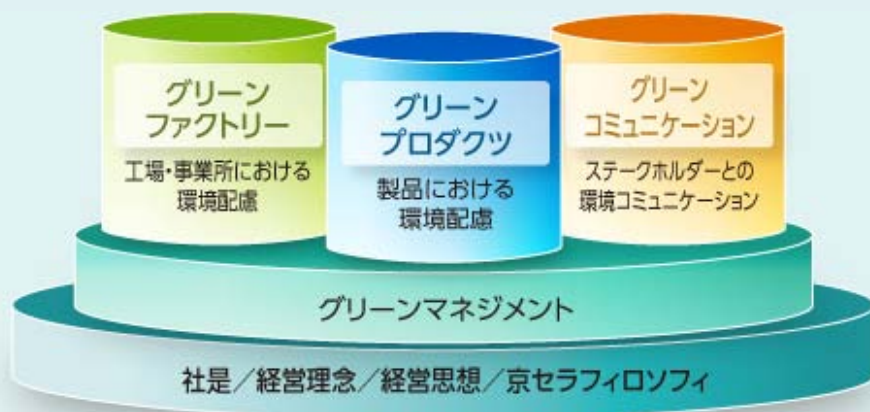 グリーン
ファクトリー
工場・事業所における
環境配慮
グリーン
プロダクツ
製品における
環境配慮
グリーン
コミュニケーション
ステークホルダーとの
環境コミュニケーション
グリーンマネジメント
社是／経営理念／経営思想／京セラフィロソフィ